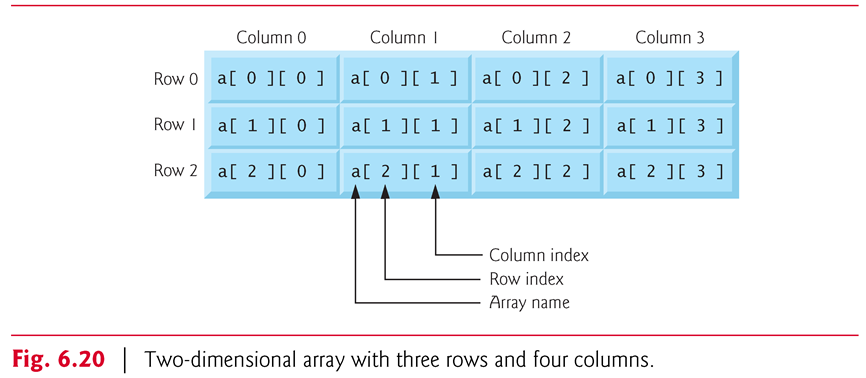 Column 0 Column 1 Column 2 Column 3
Row 0 a[ 0 ][ 0 ] a[ 0 ][ 1 ] a[ 0 ][ 2 ] a[ 0 ][ 3 ]
Row 1 a[ 1 ][ 0 ] a[ 1 ][ 1 ] a[ 1 ][ 2 ] a[ 1 ][ 3 ]
Row 2 a[ 2 ][ 0 ] a[ 2 ][ 1 ] a[ 2 ][ 2 ] a[ 2 ][ 3 ]
Column index
Row index
Array name
Fig. 6.20 | Two-dimensional array with three rows and four columns.